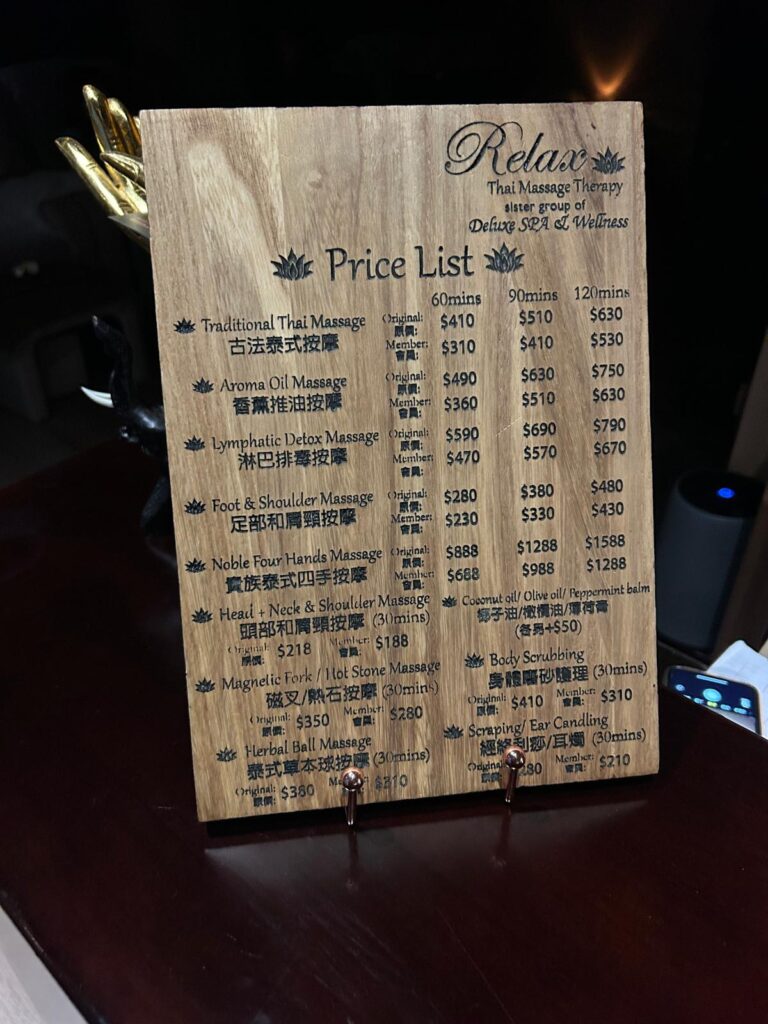 Relax
Thai Massage Therapy
sister group of
Deluxe SPA & Wellness
Price List
60mins 90mins 120mins
Traditional Thai Massage Original: $410 $510 $630
古法泰式按摩 原價:
Member: $310 $410 $530
會員:
Aroma Oil Massage Original: $490 $630 $750
香薰推油按摩 原價:
Member: $360 $510 $630
會員:
Lymphatic Detox Massage Original: $590 $690 $790
淋巴排毒按摩 原價:
Member: $470 $570 $670
會員:
Foot & Shoulder Massage Original: $280 $380 $480
足部和肩頸按摩 原價:
Member: $230 $330 $430
會員:
Noble Four Hands Massage Original: $888 $1288 $1588
貴族泰式四手按摩 原價:
Member: $688 $988 $1288
會員:
Head + Neck & Shoulder Massage
頭部和肩頸按摩 (30mins)
Original: $218 Member: $188
原價: 會員:
Magnetic Fork / Hot Stone Massage
磁叉/熱石按摩 (30mins)
Original: $350 Member: $280
原價: 會員:
Herbal Ball Massage
泰式草本球按摩 (30mins)
Original: $380 $310
原價:
Coconut oil/ Olive oil/ Peppermint balm
椰子油/橄欖油/薄荷膏
(各另+$50)
Body Scrubbing
身體磨砂護理 (30mins)
Original: $410 Member: $310
原價: 會員:
Scraping/ Ear Candling
經絡刮痧/耳燭 (30mins)
Original: Member: $210
原價: 會員: